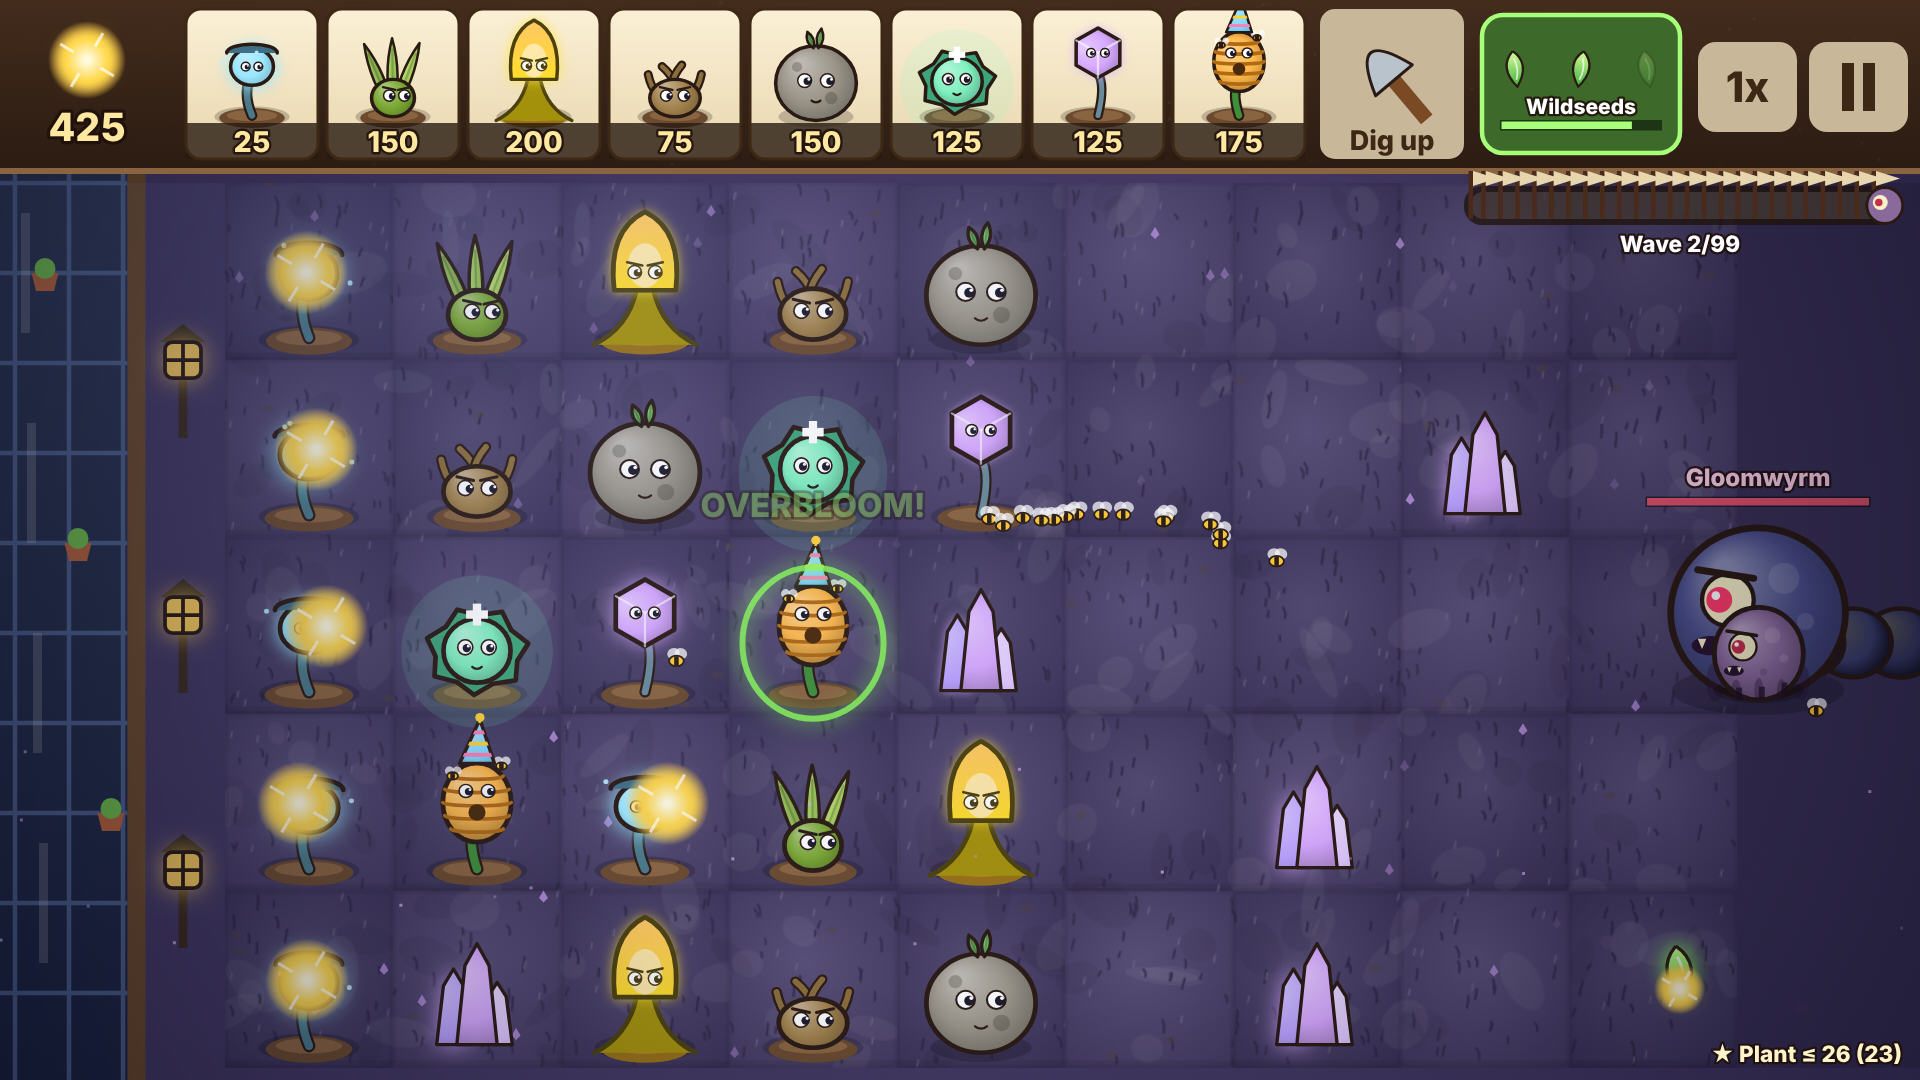 425
25
150
200
75
150
125
125
175
Dig up
Wildseeds
1x
Wave 2/99
Gloomwyrm
OVERBLOOM!
★ Plant ≤ 26 (23)